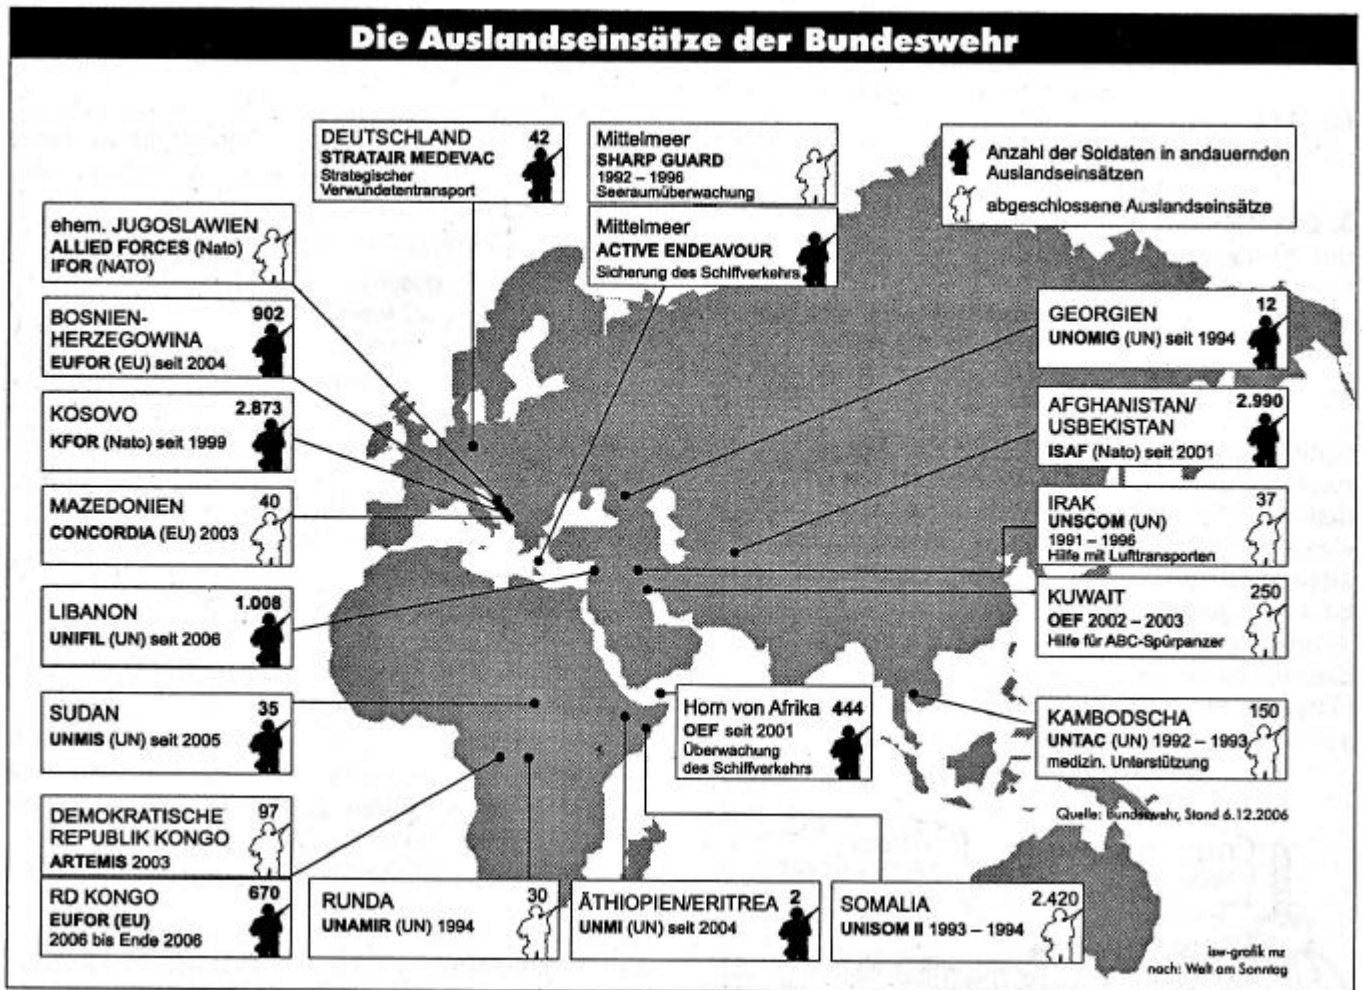 Die Auslandseinsätze der Bundeswehr
DEUTSCHLAND 42
STRATAIR MEDEVAC
Strategischer
Verwundetentransport
Mittelmeer
SHARP GUARD
1992 – 1996
Seeraumüberwachung
Mittelmeer
ACTIVE ENDEAVOUR
Sicherung des Schiffverkehrs
Anzahl der Soldaten in andauernden
Auslandseinsätzen
abgeschlossene Auslandseinsätze
ehem. JUGOSLAWIEN
ALLIED FORCES (Nato)
IFOR (NATO)
BOSNIEN- 902
HERZEGOWINA
EUFOR (EU) seit 2004
KOSOVO 2.873
KFOR (Nato) seit 1999
MAZEDONIEN 40
CONCORDIA (EU) 2003
LIBANON 1.008
UNIFIL (UN) seit 2006
SUDAN 35
UNMIS (UN) seit 2005
DEMOKRATISCHE 97
REPUBLIK KONGO
ARTEMIS 2003
RD KONGO 670
EUFOR (EU)
2006 bis Ende 2006
RUNDA 30
UNAMIR (UN) 1994
ÄTHIOPIEN/ERITREA 2
UNMI (UN) seit 2004
SOMALIA 2.420
UNISOM II 1993 – 1994
Horn von Afrika 444
OEF seit 2001
Überwachung
des Schiffverkehrs
GEORGIEN 12
UNOMIG (UN) seit 1994
AFGHANISTAN/ 2.990
USBEKISTAN
ISAF (Nato) seit 2001
IRAK 37
UNSCOM (UN)
1991 – 1996
Hilfe mit Lufttransporten
KUWAIT 250
OEF 2002 – 2003
Hilfe für ABC-Spürpanzer
KAMBODSCHA 150
UNTAC (UN) 1992 – 1993
medizin. Unterstützung
Quelle: Bundeswehr, Stand 6.12.2006
isw-grafik mz
nach: Welt am Sonntag